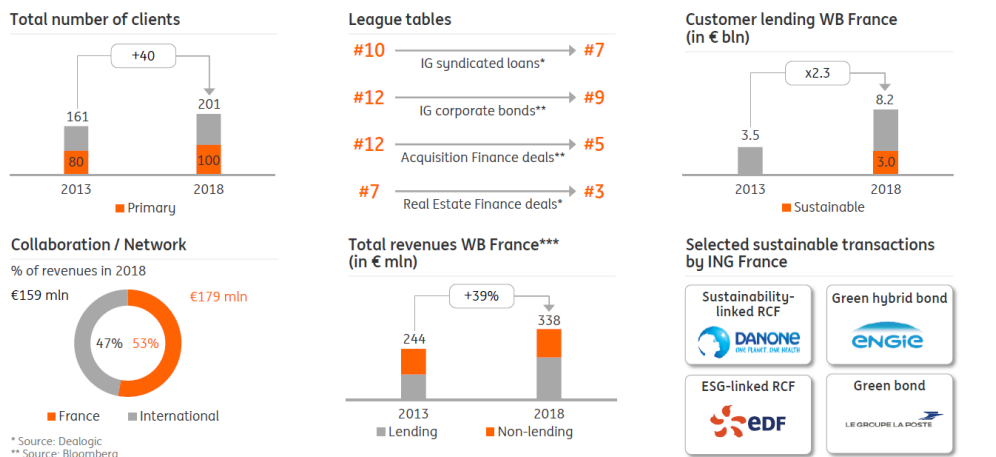 Total number of clients
+40
161
201
80
100
2013
2018
Primary
League tables
#10
#7
IG syndicated loans*
#12
#9
IG corporate bonds**
#12
#5
Acquisition Finance deals**
#7
#3
Real Estate Finance deals*
Customer lending WB France
(in € bln)
x2.3
3.5
8.2
3.0
2013
2018
Sustainable
Collaboration / Network
% of revenues in 2018
€159 mln
€179 mln
47%
53%
France
International
* Source: Dealogic
** Source: Bloomberg
Total revenues WB France***
(in € mln)
+39%
244
338
2013
2018
Lending
Non-lending
Selected sustainable transactions
by ING France
Sustainability-
linked RCF
DANONE
ONE PLANET. ONE HEALTH
Green hybrid bond
ENGIE
ESG-linked RCF
eDF
Green bond
LE GROUPE LA POSTE